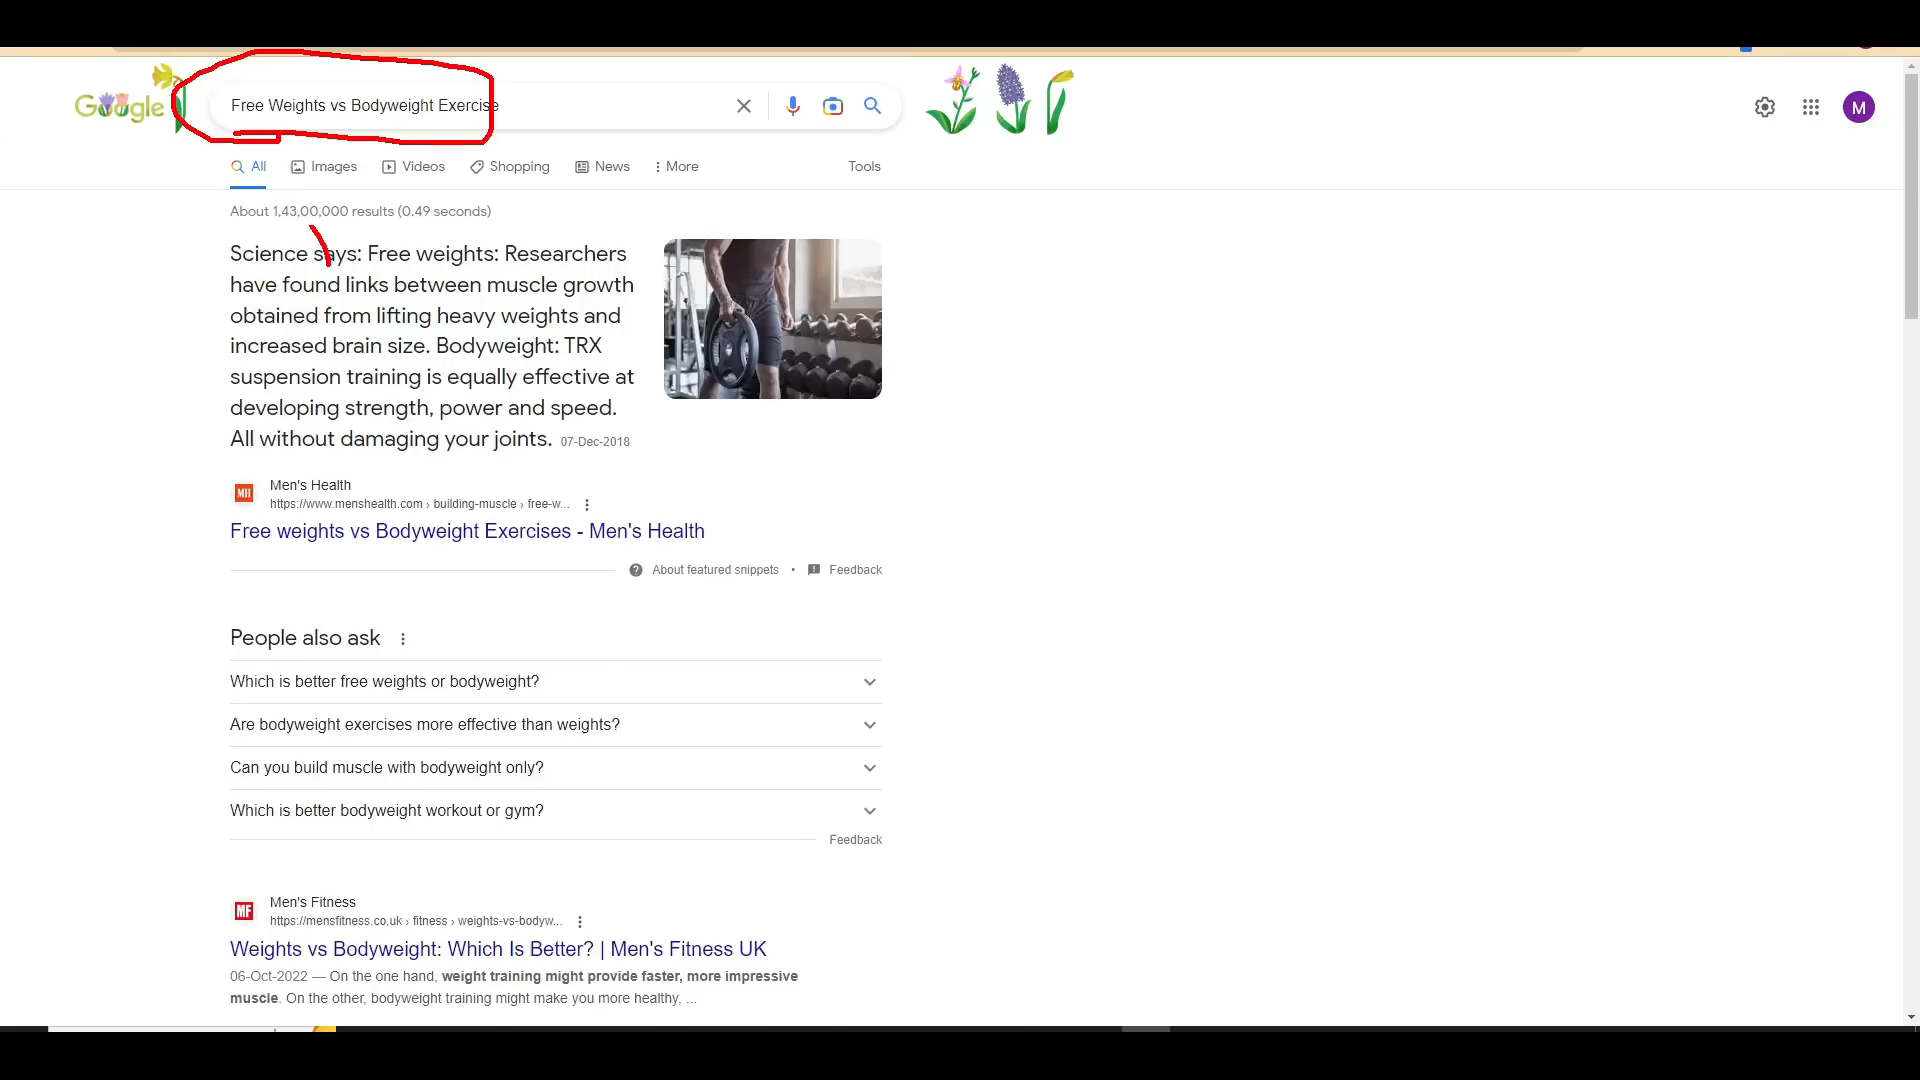 Google
Free Weights vs Bodyweight Exercise
M
All Images Videos Shopping News More Tools
About 1,43,00,000 results (0.49 seconds)
Science says: Free weights: Researchers
have found links between muscle growth
obtained from lifting heavy weights and
increased brain size. Bodyweight: TRX
suspension training is equally effective at
developing strength, power and speed.
All without damaging your joints. 07-Dec-2018
MH
Men's Health
https://www.menshealth.com › building-muscle › free-w...
Free weights vs Bodyweight Exercises - Men's Health
About featured snippets • Feedback
People also ask
Which is better free weights or bodyweight?
Are bodyweight exercises more effective than weights?
Can you build muscle with bodyweight only?
Which is better bodyweight workout or gym?
Feedback
MF
Men's Fitness
https://mensfitness.co.uk › fitness › weights-vs-bodyw...
Weights vs Bodyweight: Which Is Better? | Men's Fitness UK
06-Oct-2022 — On the one hand, weight training might provide faster, more impressive
muscle. On the other, bodyweight training might make you more healthy, ...